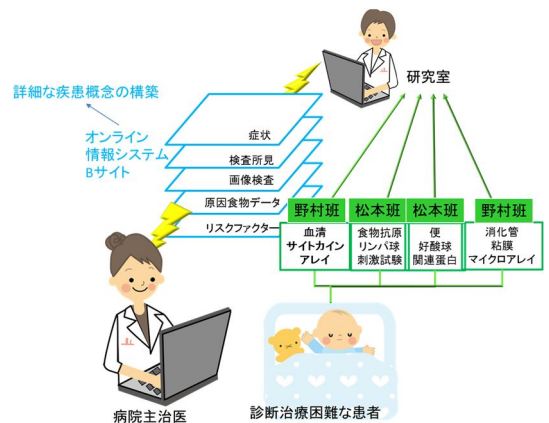 研究室
詳細な疾患概念の構築
オンライン
情報システム
Bサイト
症状
検査所見
画像検査
原因食物データ
リスクファクター
野村班
血清
サイトカイン
アレイ
松本班
食物抗原
リンパ球
刺激試験
松本班
便
好酸球
関連蛋白
野村班
消化管
粘膜
マイクロアレイ
病院主治医
診断治療困難な患者